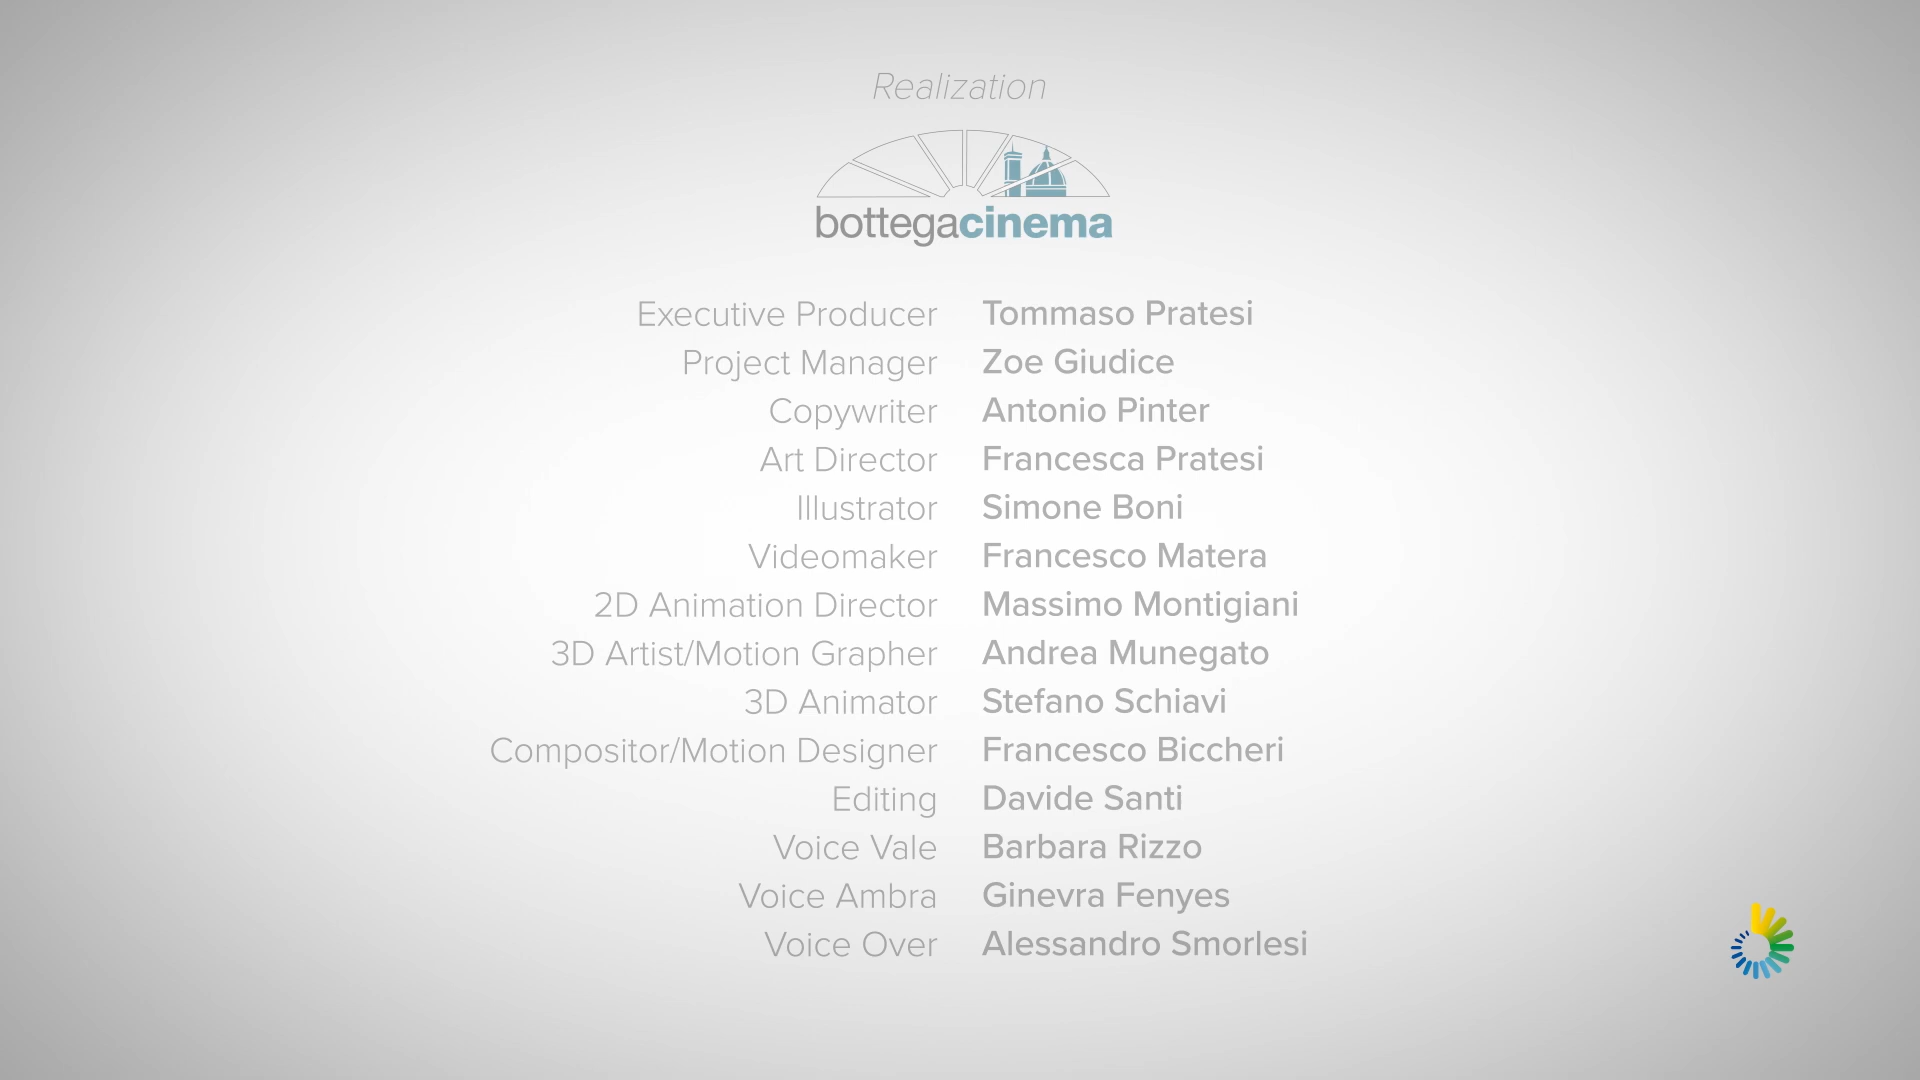 Realization
bottegacinema
Executive Producer Tommaso Pratesi
Project Manager Zoe Giudice
Copywriter Antonio Pinter
Art Director Francesca Pratesi
Illustrator Simone Boni
Videomaker Francesco Matera
2D Animation Director Massimo Montigiani
3D Artist/Motion Grapher Andrea Munegato
3D Animator Stefano Schiavi
Compositor/Motion Designer Francesco Biccheri
Editing Davide Santi
Voice Vale Barbara Rizzo
Voice Ambra Ginevra Fenyes
Voice Over Alessandro Smorlesi